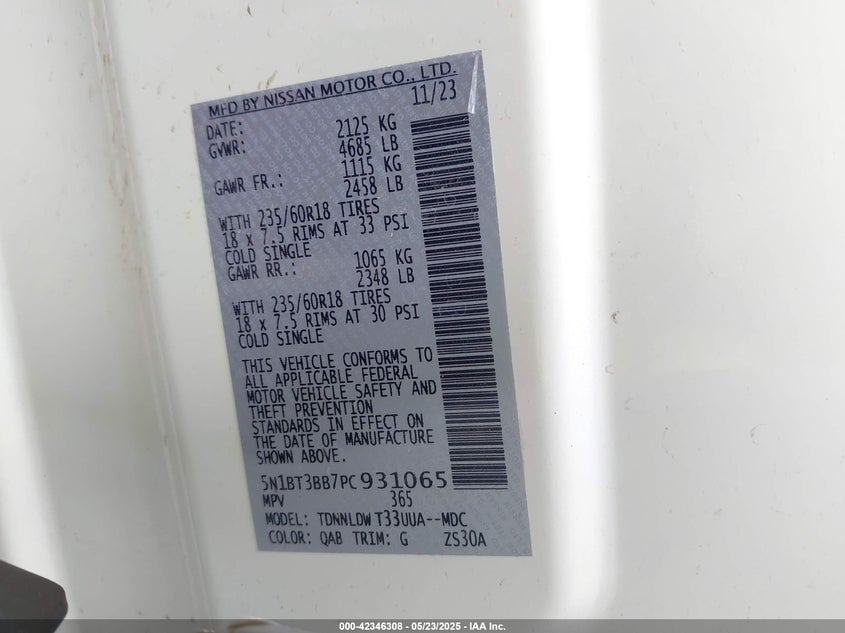 MFD BY NISSAN MOTOR CO., LTD.
DATE: 11/23
GVWR: 2125 KG
4685 LB
GAWR FR.: 1115 KG
2458 LB
WITH 235/60R18 TIRES
18 x 7.5 RIMS AT 33 PSI
COLD SINGLE
GAWR RR.: 1065 KG
2348 LB
WITH 235/60R18 TIRES
18 x 7.5 RIMS AT 30 PSI
COLD SINGLE
THIS VEHICLE CONFORMS TO
ALL APPLICABLE FEDERAL
MOTOR VEHICLE SAFETY AND
THEFT PREVENTION
STANDARDS IN EFFECT ON
THE DATE OF MANUFACTURE
SHOWN ABOVE.
5N1BT3BB7PC931065
MPV 365
MODEL: TDNNLDW T33UUA--MDC
COLOR: QAB TRIM: G ZS30A
000-42346308 - 05/23/2025 - IAA Inc.